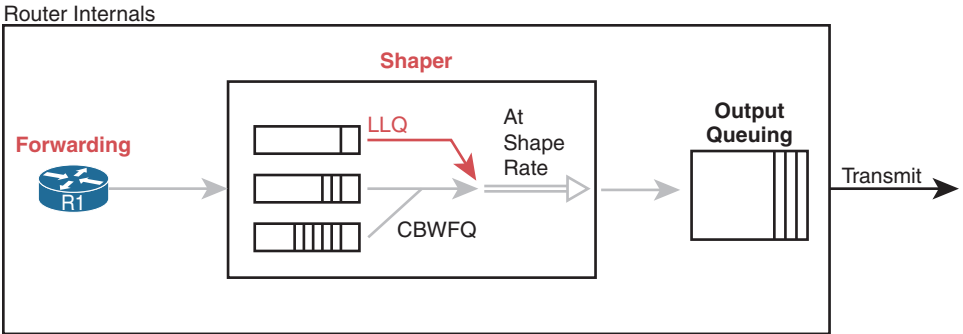 Router Internals
Shaper
Forwarding
R1
LLQ
CBWFQ
At
Shape
Rate
Output
Queuing
Transmit